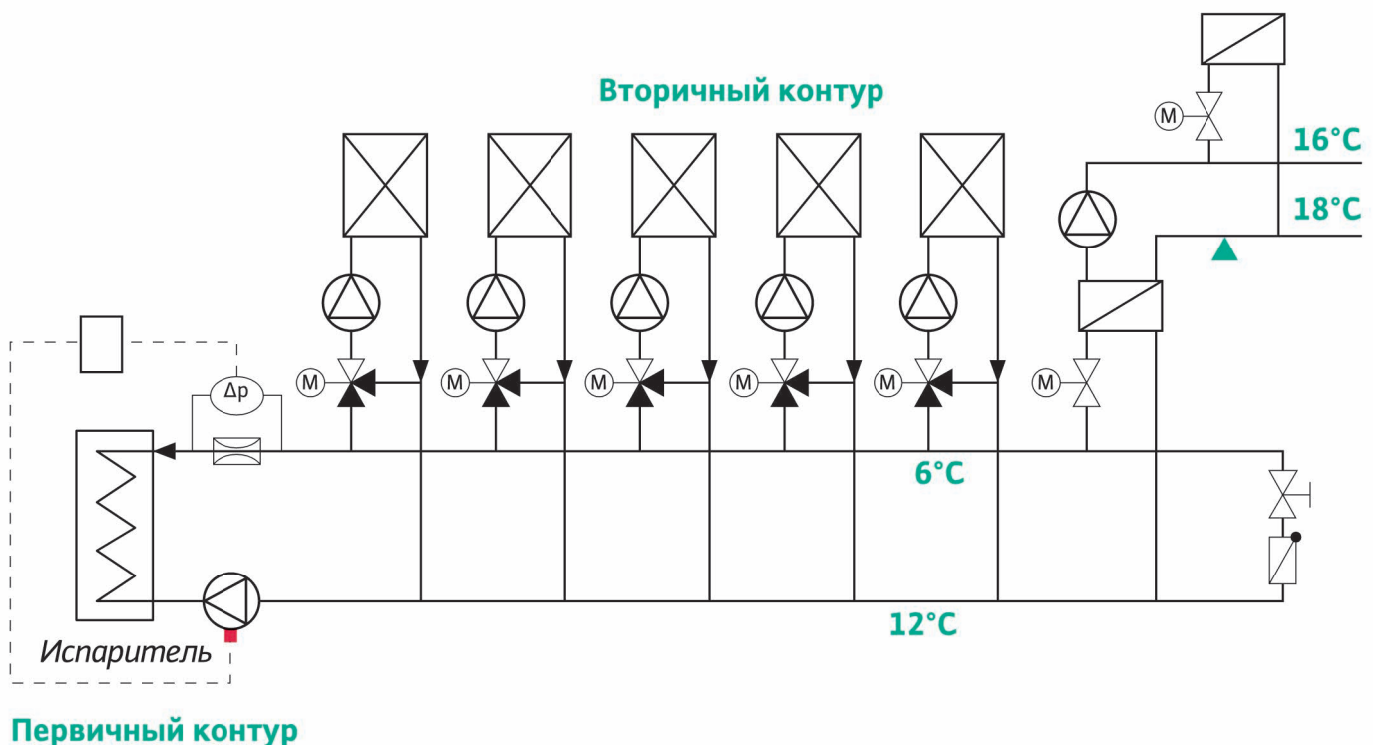 Вторичный контур
M
16°C
18°C
Δp
M
M
M
M
M
M
6°C
12°C
Испаритель
Первичный контур